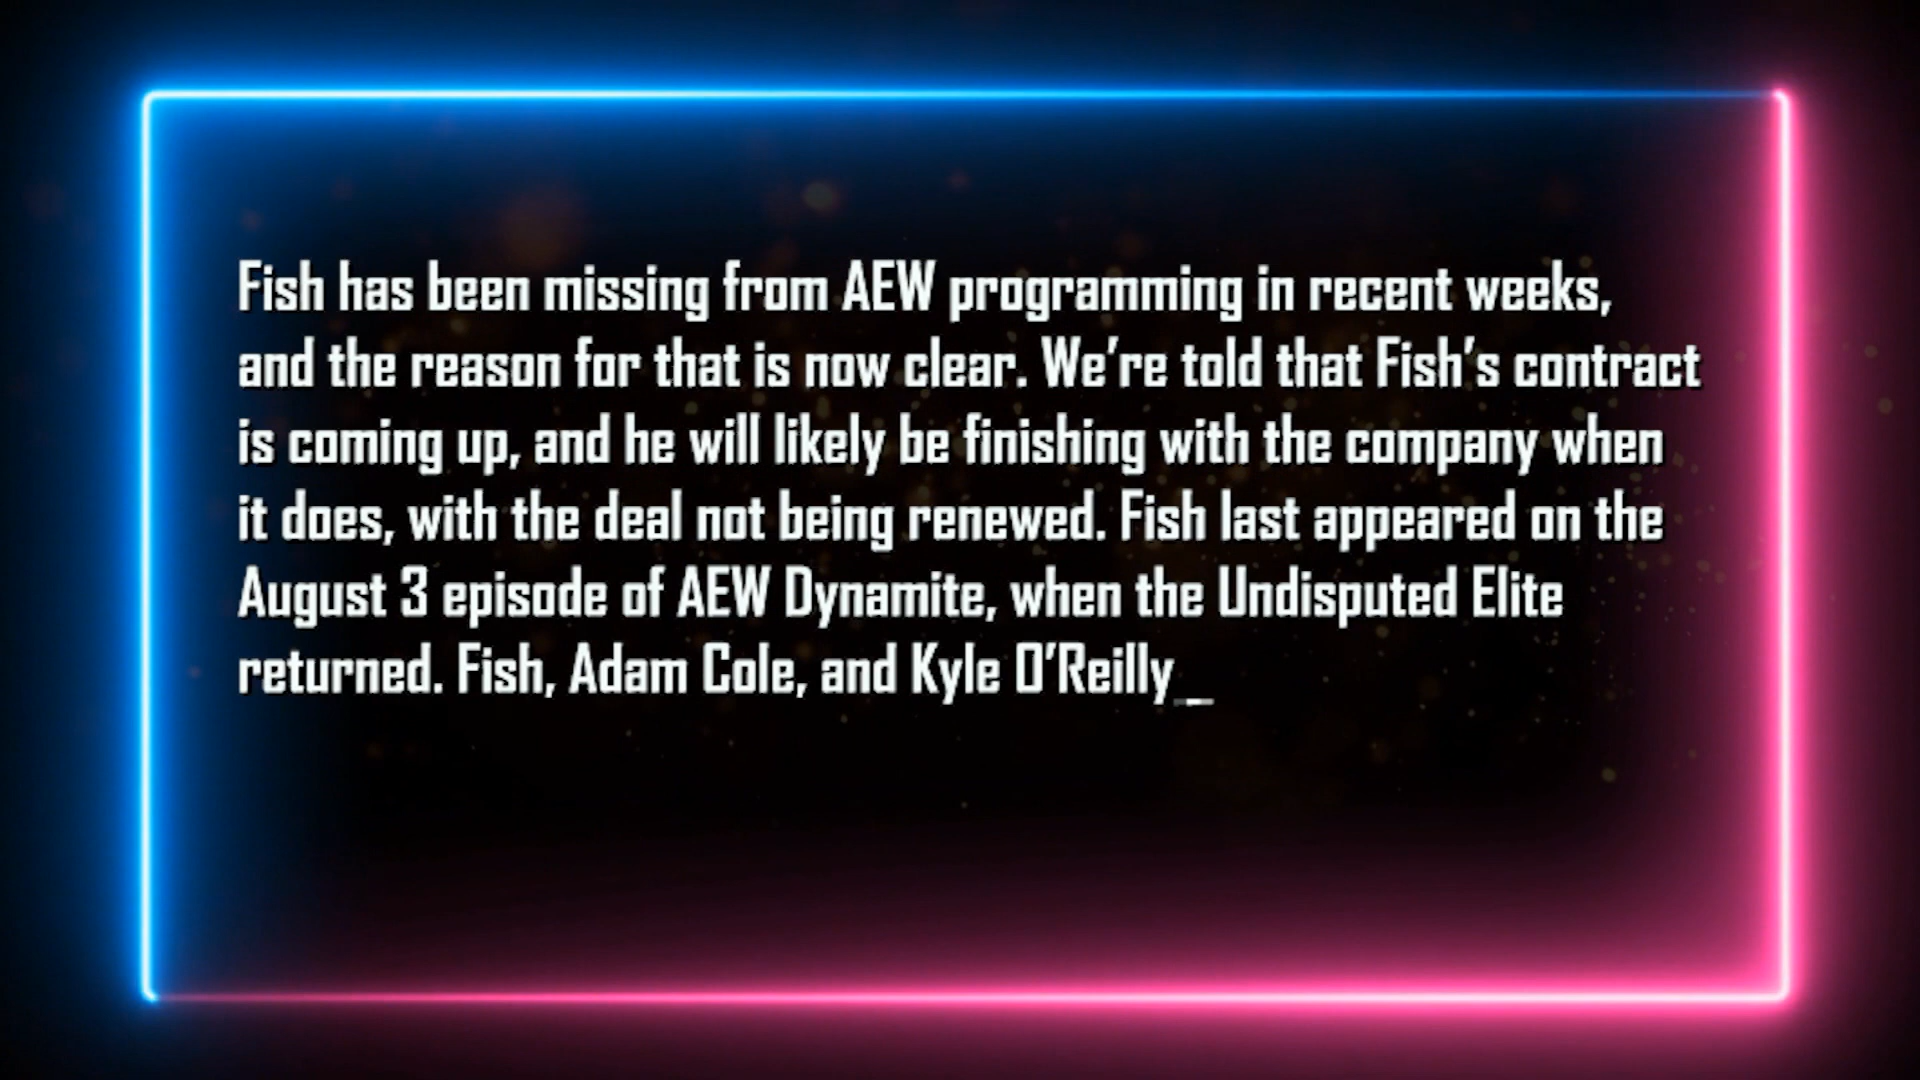 Fish has been missing from AEW programming in recent weeks,
and the reason for that is now clear. We’re told that Fish’s contract
is coming up, and he will likely be finishing with the company when
it does, with the deal not being renewed. Fish last appeared on the
August 3 episode of AEW Dynamite, when the Undisputed Elite
returned. Fish, Adam Cole, and Kyle O’Reilly_